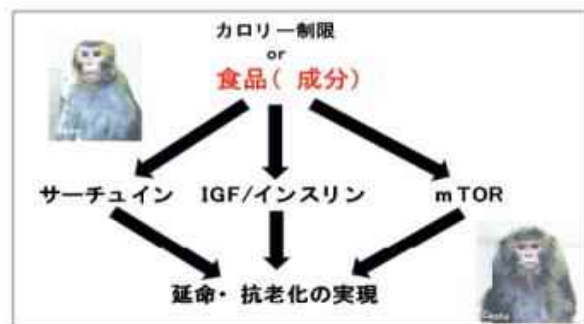 カロリー制限
or
食品( 成分)
サーチュイン IGF/インスリン mTOR
延命・抗老化の実現